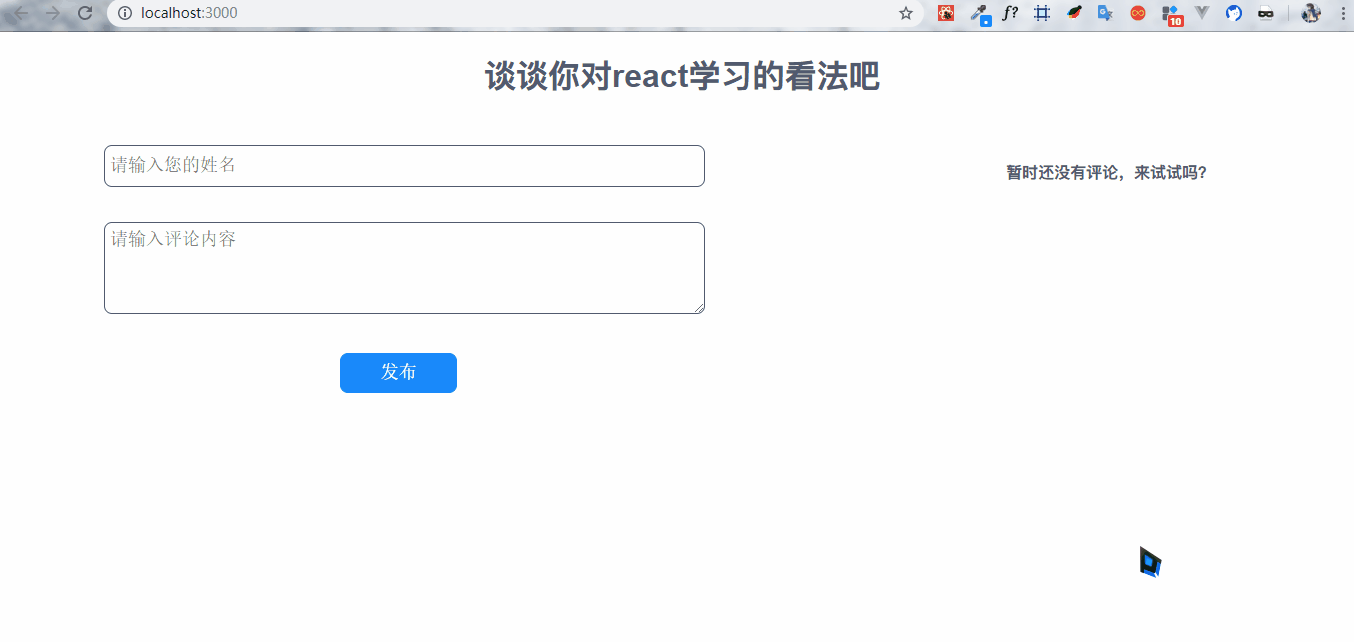 localhost:3000
f?
10
谈谈你对react学习的看法吧
请输入您的姓名
暂时还没有评论，来试试吗?
请输入评论内容
发布